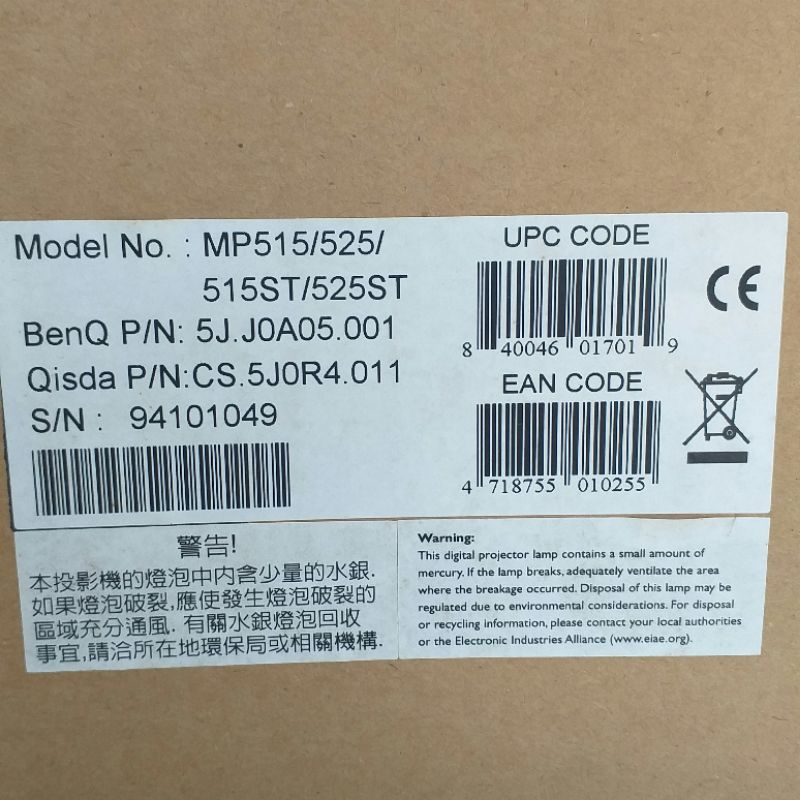 Model No. : MP515/525/
515ST/525ST
BenQ P/N: 5J.J0A05.001
Qisda P/N:CS.5J0R4.011
S/N : 94101049
UPC CODE
8 40046 01701 9
EAN CODE
4 718755 010255
CE
警告!
本投影機的燈泡中内含少量的水銀.
如果燈泡破裂,應使發生燈泡破裂的
區域充分通風. 有關水銀燈泡回收
事宜,請洽所在地環保局或相關機構.
Warning:
This digital projector lamp contains a small amount of
mercury. If the lamp breaks, adequately ventilate the area
where the breakage occurred. Disposal of this lamp may be
regulated due to environmental considerations. For disposal
or recycling information, please contact your local authorities
or the Electronic Industries Alliance (www.eiae.org).